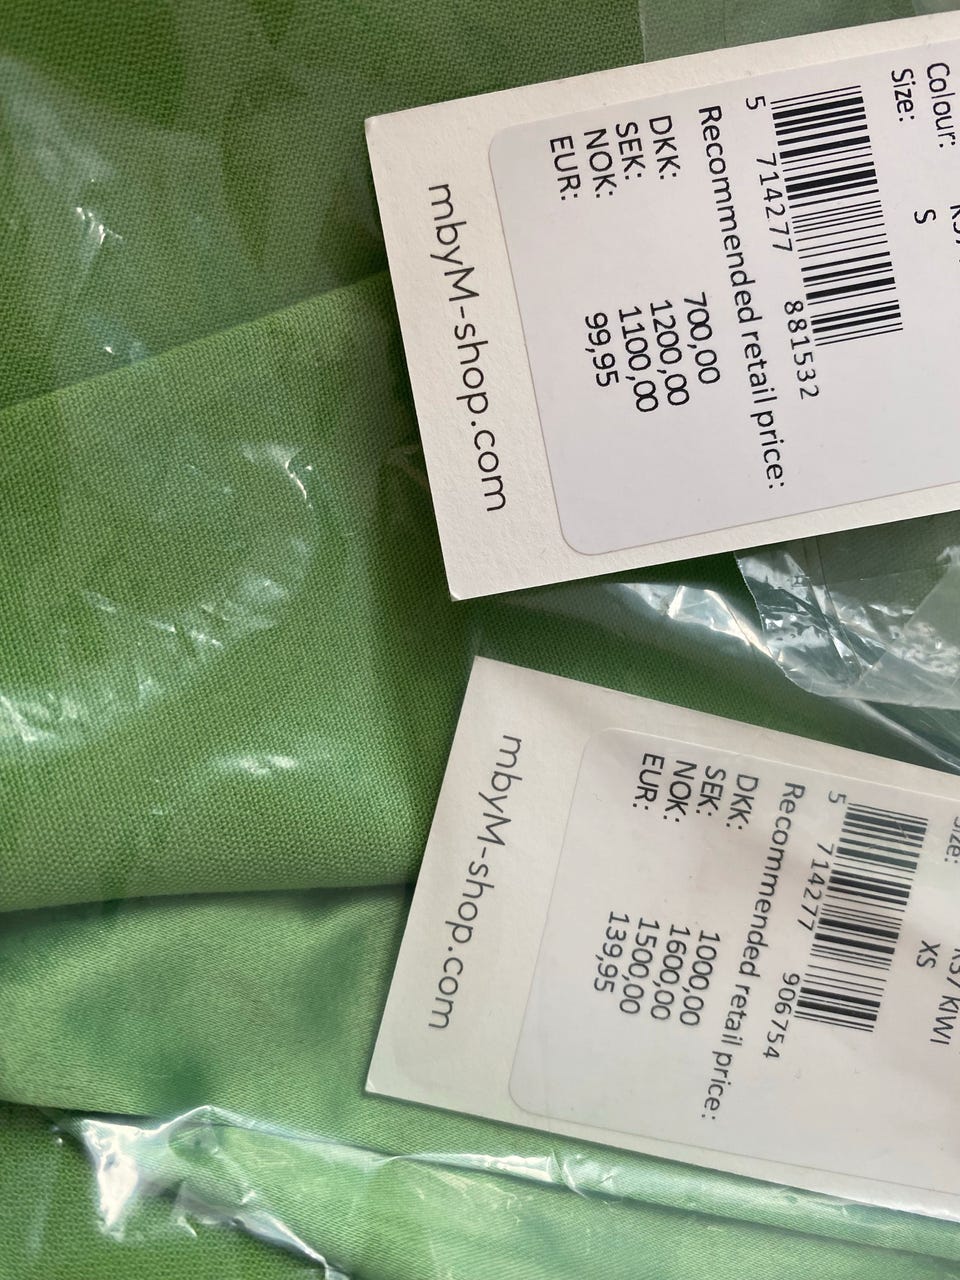 Colour:
Size: S
5 714277 881532
Recommended retail price:
DKK: 700,00
SEK: 1200,00
NOK: 1100,00
EUR: 99,95
mbyM-shop.com
KIWI
Size: XS
5 714277 906754
Recommended retail price:
DKK: 1000,00
SEK: 1600,00
NOK: 1500,00
EUR: 139,95
mbyM-shop.com